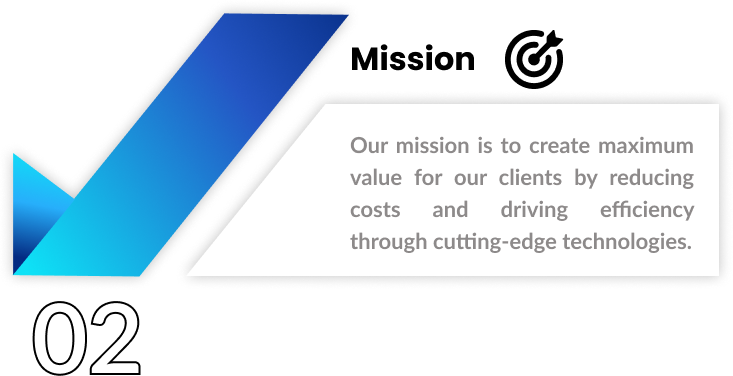 Mission
Our mission is to create maximum
value for our clients by reducing
costs and driving efficiency
through cutting-edge technologies.
02